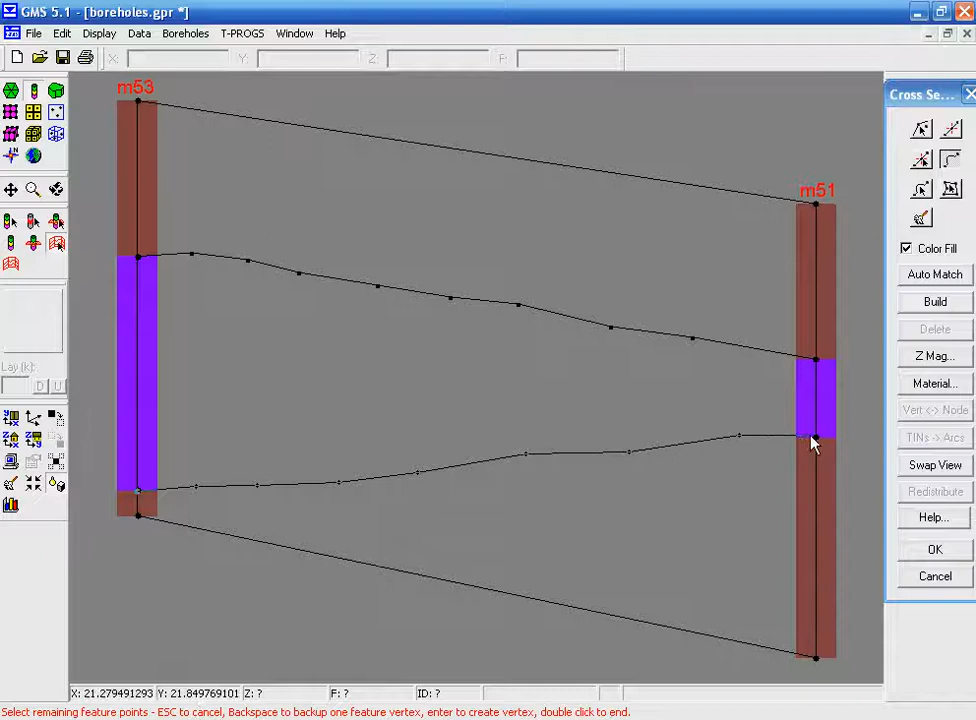 GMS 5.1 - [boreholes.gpr *]
File Edit Display Data Boreholes T-PROGS Window Help
X: Y: Z: F:
m53
m51
Cross Se...
Color Fill
Auto Match
Build
Delete
Z Mag...
Material...
Vert <-> Node
TINs -> Arcs
Swap View
Redistribute
Help...
OK
Cancel
Lay (k):
D U
X: 21.279491293 Y: 21.849769101 Z: ? F: ? ID: ?
Select remaining feature points - ESC to cancel, Backspace to backup one feature vertex, enter to create vertex, double click to end.